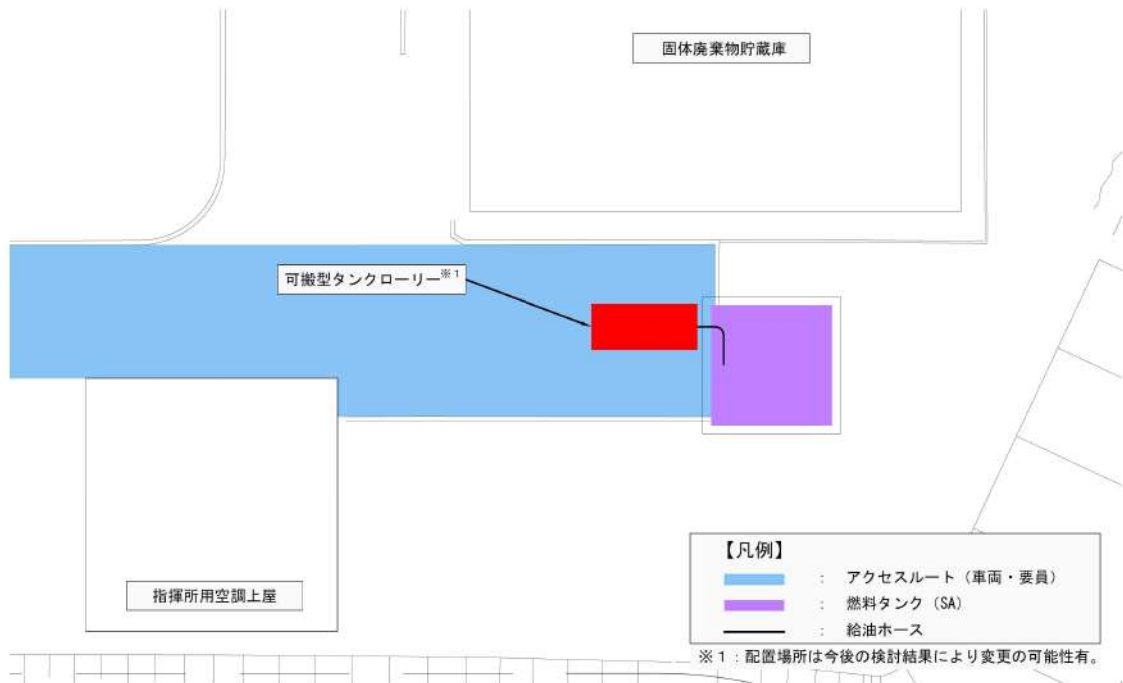 固体廃棄物貯蔵庫
可搬型タンクローリー※1
指揮所用空調上屋
【凡例】
： アクセスルート（車両・要員）
： 燃料タンク（SA）
： 給油ホース
※1：配置場所は今後の検討結果により変更の可能性有。